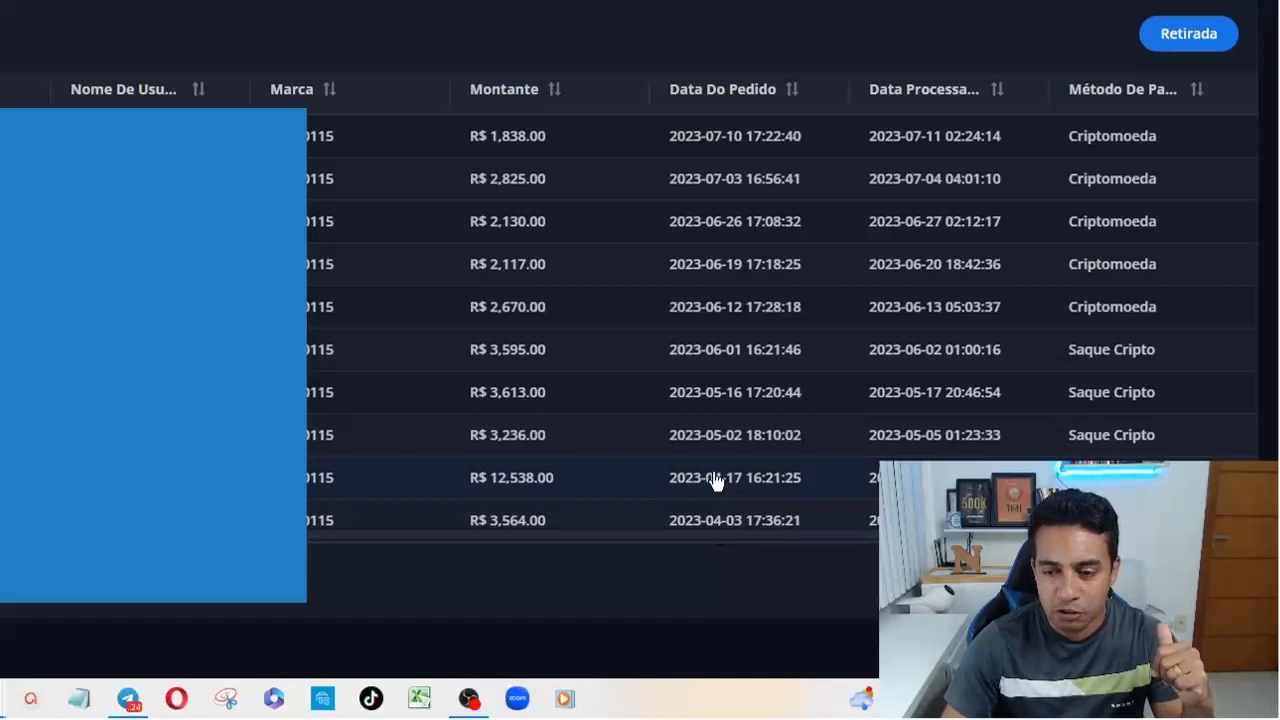 Retirada
Nome De Usu... Marca Montante Data Do Pedido Data Processa... Método De Pa...
0115 R$ 1,838.00 2023-07-10 17:22:40 2023-07-11 02:24:14 Criptomoeda
0115 R$ 2,825.00 2023-07-03 16:56:41 2023-07-04 04:01:10 Criptomoeda
0115 R$ 2,130.00 2023-06-26 17:08:32 2023-06-27 02:12:17 Criptomoeda
0115 R$ 2,117.00 2023-06-19 17:18:25 2023-06-20 18:42:36 Criptomoeda
0115 R$ 2,670.00 2023-06-12 17:28:18 2023-06-13 05:03:37 Criptomoeda
0115 R$ 3,595.00 2023-06-01 16:21:46 2023-06-02 01:00:16 Saque Cripto
0115 R$ 3,613.00 2023-05-16 17:20:44 2023-05-17 20:46:54 Saque Cripto
0115 R$ 3,236.00 2023-05-02 18:10:02 2023-05-05 01:23:33 Saque Cripto
0115 R$ 12,538.00 2023-04-17 16:21:25 20
0115 R$ 3,564.00 2023-04-03 17:36:21 20
500K
TMJ
N
24
zoom
SPORT